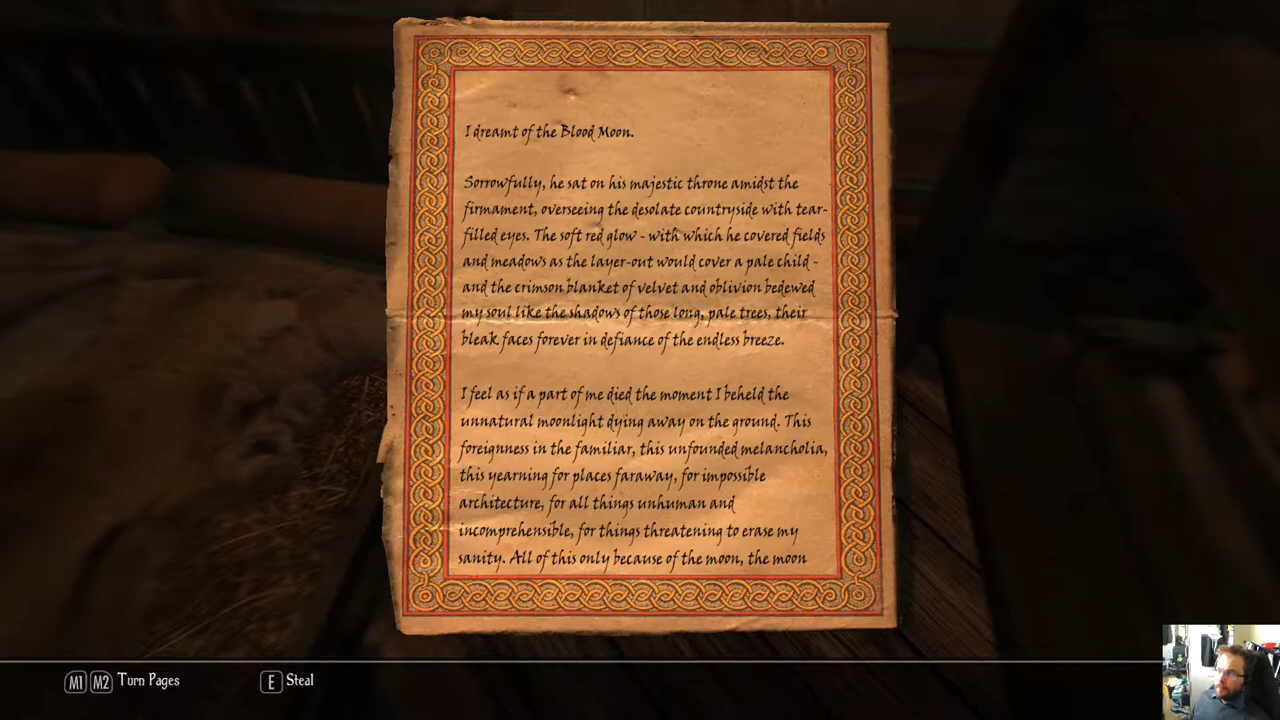 I dreamt of the Blood Moon.
Sorrowfully, he sat on his majestic throne amidst the
firmament, overseeing the desolate countryside with tear-
filled eyes. The soft red glow - with which he covered fields
and meadows as the layer-out would cover a pale child -
and the crimson blanket of velvet and oblivion bedewed
my soul like the shadows of those long, pale trees, their
bleak faces forever in defiance of the endless breeze.
I feel as if a part of me died the moment I beheld the
unnatural moonlight dying away on the ground. This
foreignness in the familiar, this unfounded melancholia,
this yearning for places faraway, for impossible
architecture, for all things unhuman and
incomprehensible, for things threatening to erase my
sanity. All of this only because of the moon, the moon
M1 M2 Turn Pages
E Steal